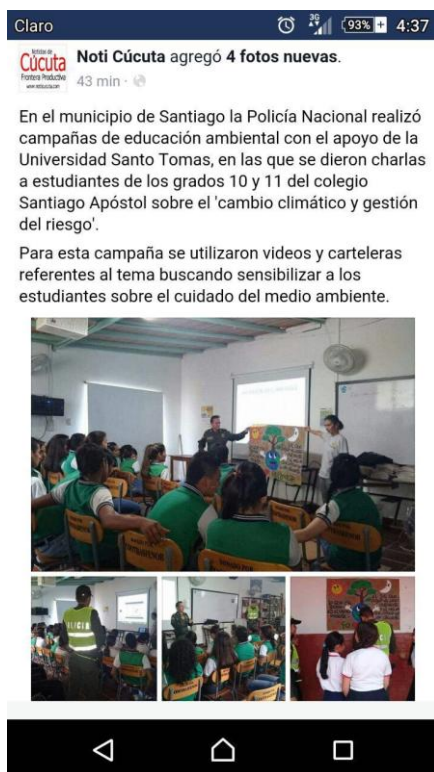 Claro
3G
93%
4:37
Noticias de
Cúcuta
Frontera Productiva
Noti Cúcuta agregó 4 fotos nuevas.
43 min
En el municipio de Santiago la Policía Nacional realizó
campañas de educación ambiental con el apoyo de la
Universidad Santo Tomas, en las que se dieron charlas
a estudiantes de los grados 10 y 11 del colegio
Santiago Apóstol sobre el 'cambio climático y gestión
del riesgo'.
Para esta campaña se utilizaron videos y carteleras
referentes al tema buscando sensibilizar a los
estudiantes sobre el cuidado del medio ambiente.